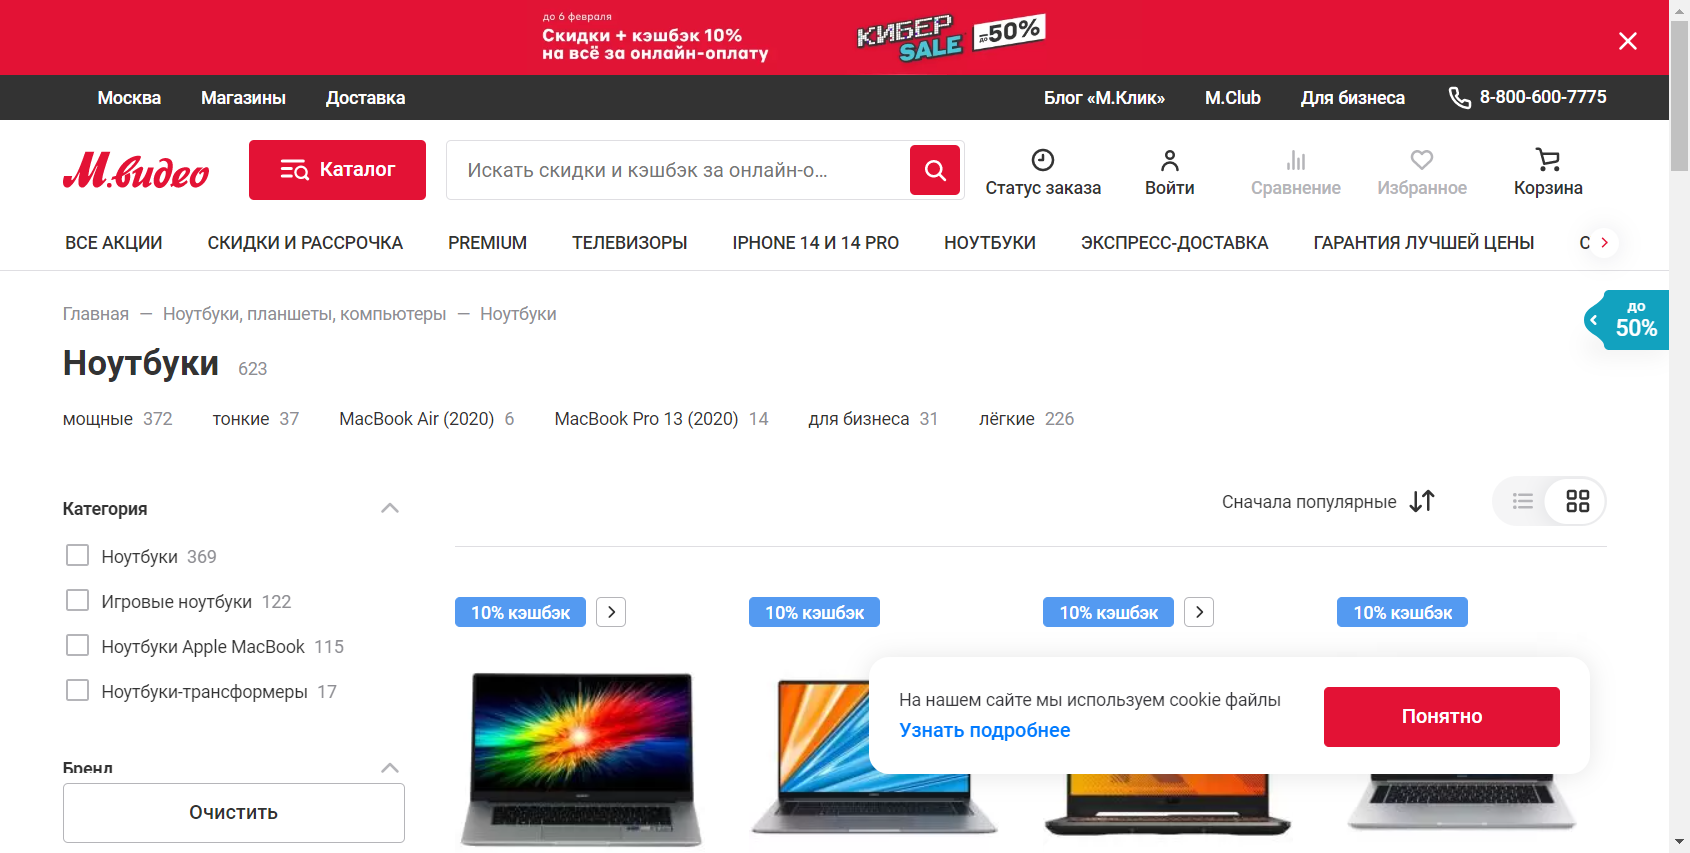 до 6 февраля
Скидки + кэшбэк 10%
на всё за онлайн-оплату
КИБЕР
SALE
до
-50%
Москва
Магазины
Доставка
Блог «М.Клик»
M.Club
Для бизнеса
8-800-600-7775
М.видео
Каталог
Искать скидки и кэшбэк за онлайн-о...
Статус заказа
Войти
Сравнение
Избранное
Корзина
ВСЕ АКЦИИ
СКИДКИ И РАССРОЧКА
PREMIUM
ТЕЛЕВИЗОРЫ
IPHONE 14 И 14 PRO
НОУТБУКИ
ЭКСПРЕСС-ДОСТАВКА
ГАРАНТИЯ ЛУЧШЕЙ ЦЕНЫ
Главная — Ноутбуки, планшеты, компьютеры — Ноутбуки
до
50%
Ноутбуки 623
мощные 372
тонкие 37
MacBook Air (2020) 6
MacBook Pro 13 (2020) 14
для бизнеса 31
лёгкие 226
Категория
Сначала популярные
Ноутбуки 369
Игровые ноутбуки 122
Ноутбуки Apple MacBook 115
Ноутбуки-трансформеры 17
10% кэшбэк
10% кэшбэк
10% кэшбэк
10% кэшбэк
На нашем сайте мы используем cookie файлы
Узнать подробнее
Понятно
Бренд
Очистить